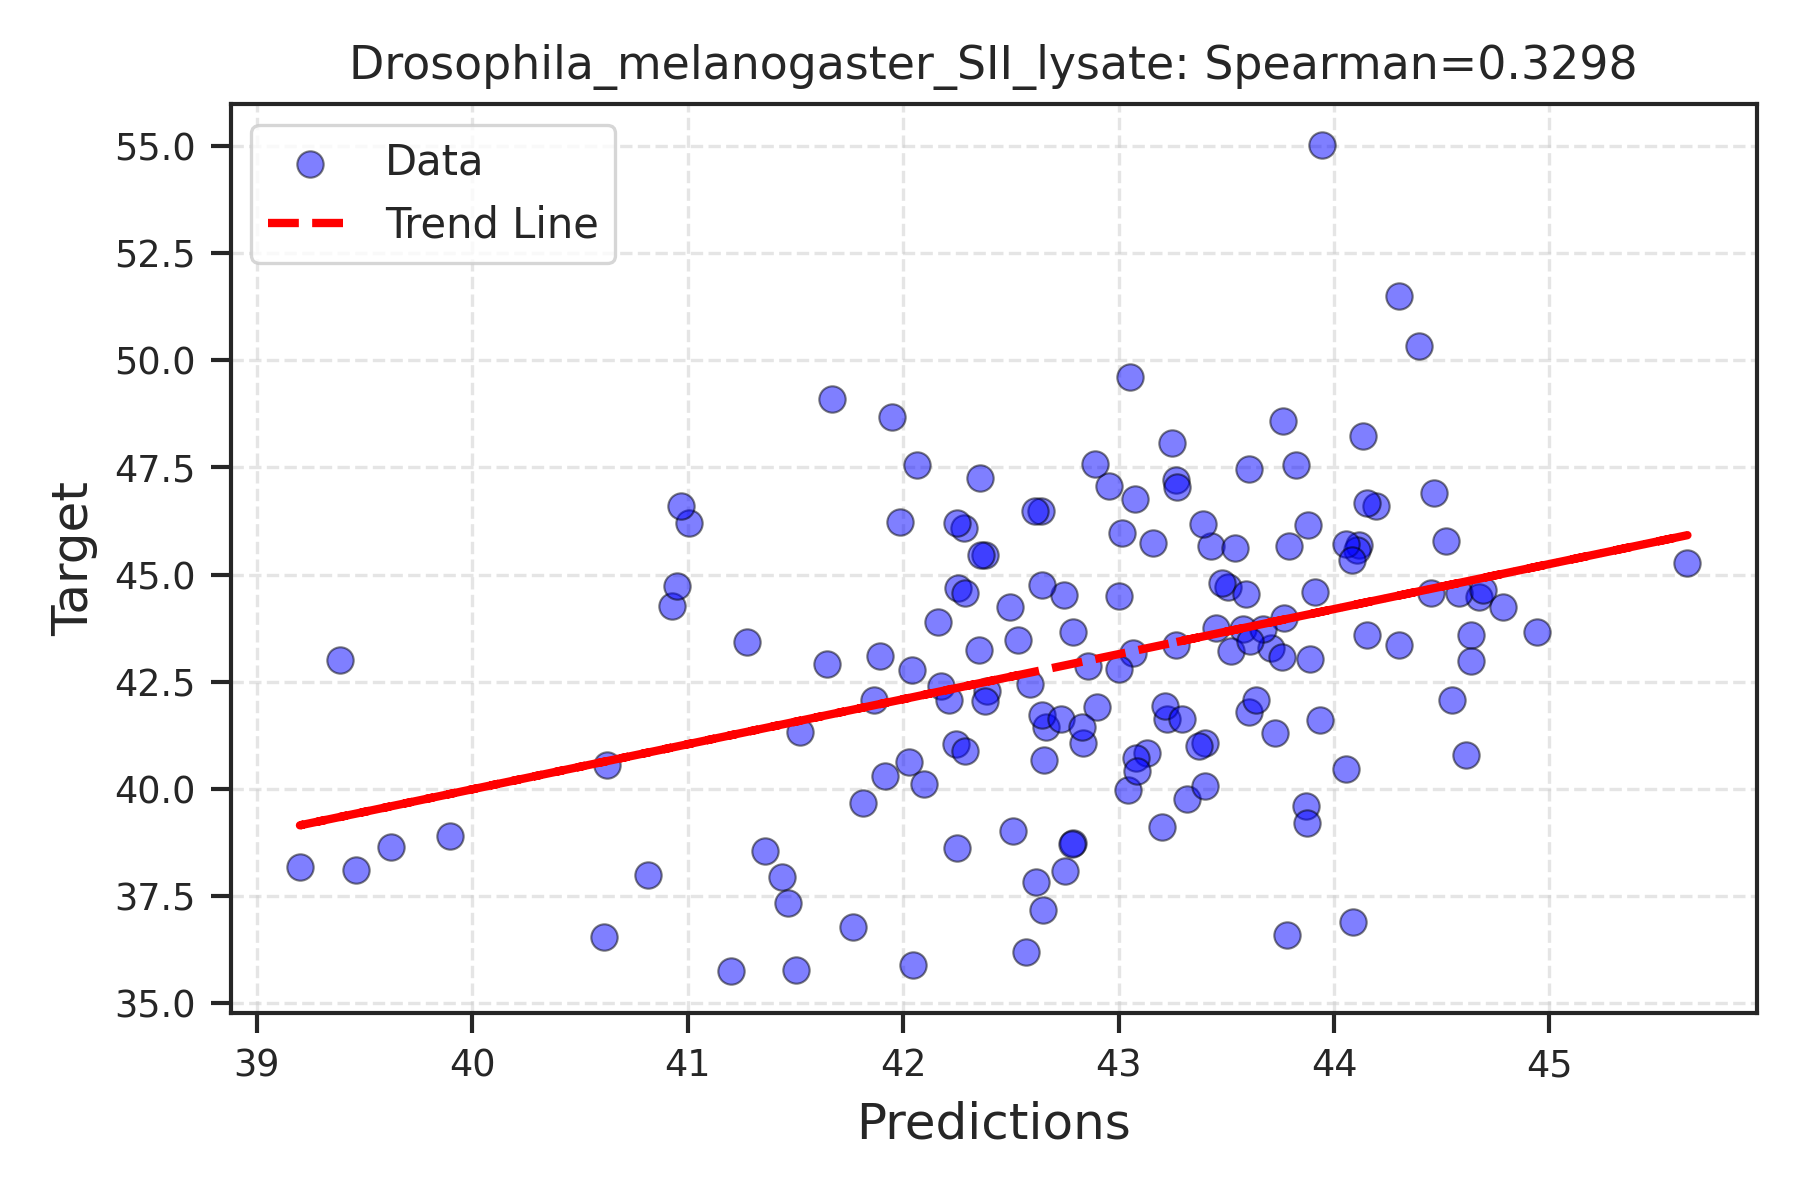 Drosophila_melanogaster_SII_lysate: Spearman=0.3298
Data
Trend Line
55.0
52.5
50.0
47.5
45.0
42.5
40.0
37.5
35.0
Target
39 40 41 42 43 44 45
Predictions